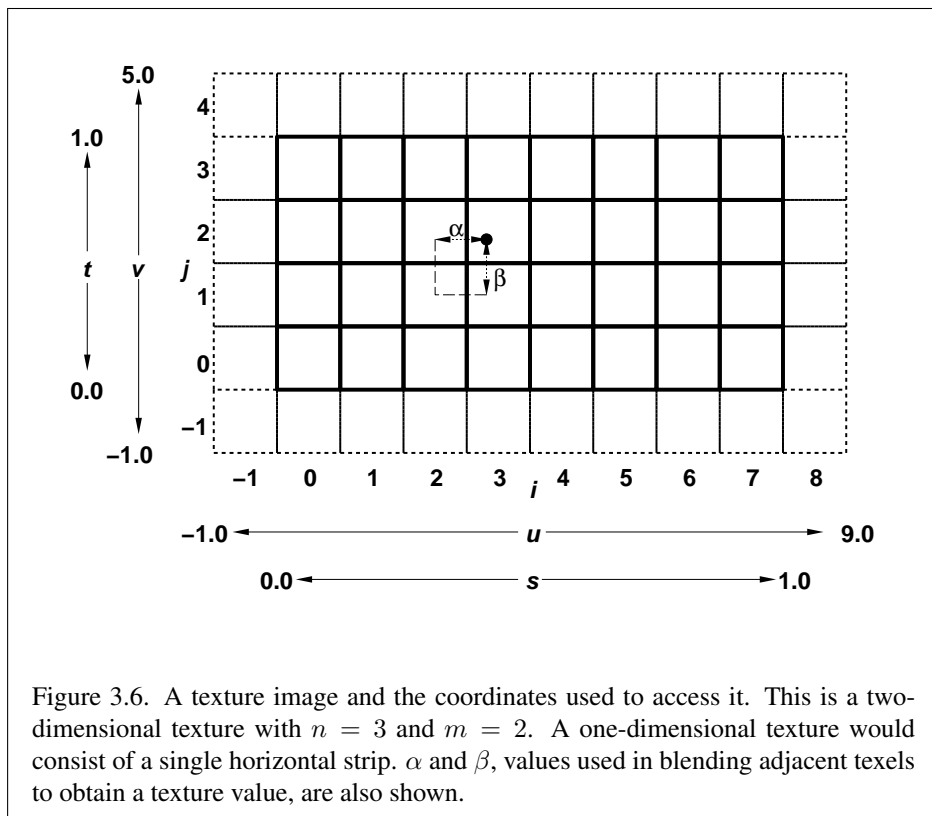 5.0
4
1.0
3
2
α
t
v
j
β
1
0
0.0
−1
−1.0
−1 0 1 2 3 4 5 6 7 8
i
−1.0 u 9.0
0.0 s 1.0
Figure 3.6. A texture image and the coordinates used to access it. This is a two-
dimensional texture with n = 3 and m = 2. A one-dimensional texture would
consist of a single horizontal strip. α and β, values used in blending adjacent texels
to obtain a texture value, are also shown.